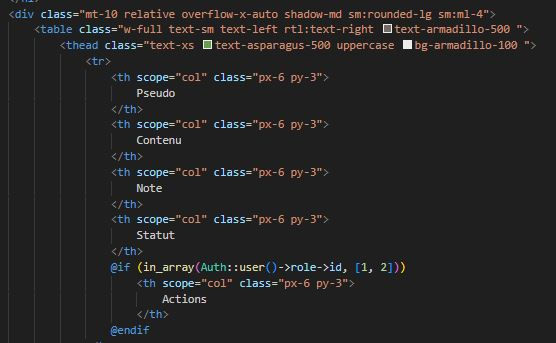 <div class="mt-10 relative overflow-x-auto shadow-md sm:rounded-lg sm:ml-4">
<table class="w-full text-sm text-left rtl:text-right text-armadillo-500 ">
<thead class="text-xs text-asparagus-500 uppercase bg-armadillo-100 ">
<tr>
<th scope="col" class="px-6 py-3">
Pseudo
</th>
<th scope="col" class="px-6 py-3">
Contenu
</th>
<th scope="col" class="px-6 py-3">
Note
</th>
<th scope="col" class="px-6 py-3">
Statut
</th>
@if (in_array(Auth::user()->role->id, [1, 2]))
<th scope="col" class="px-6 py-3">
Actions
</th>
@endif